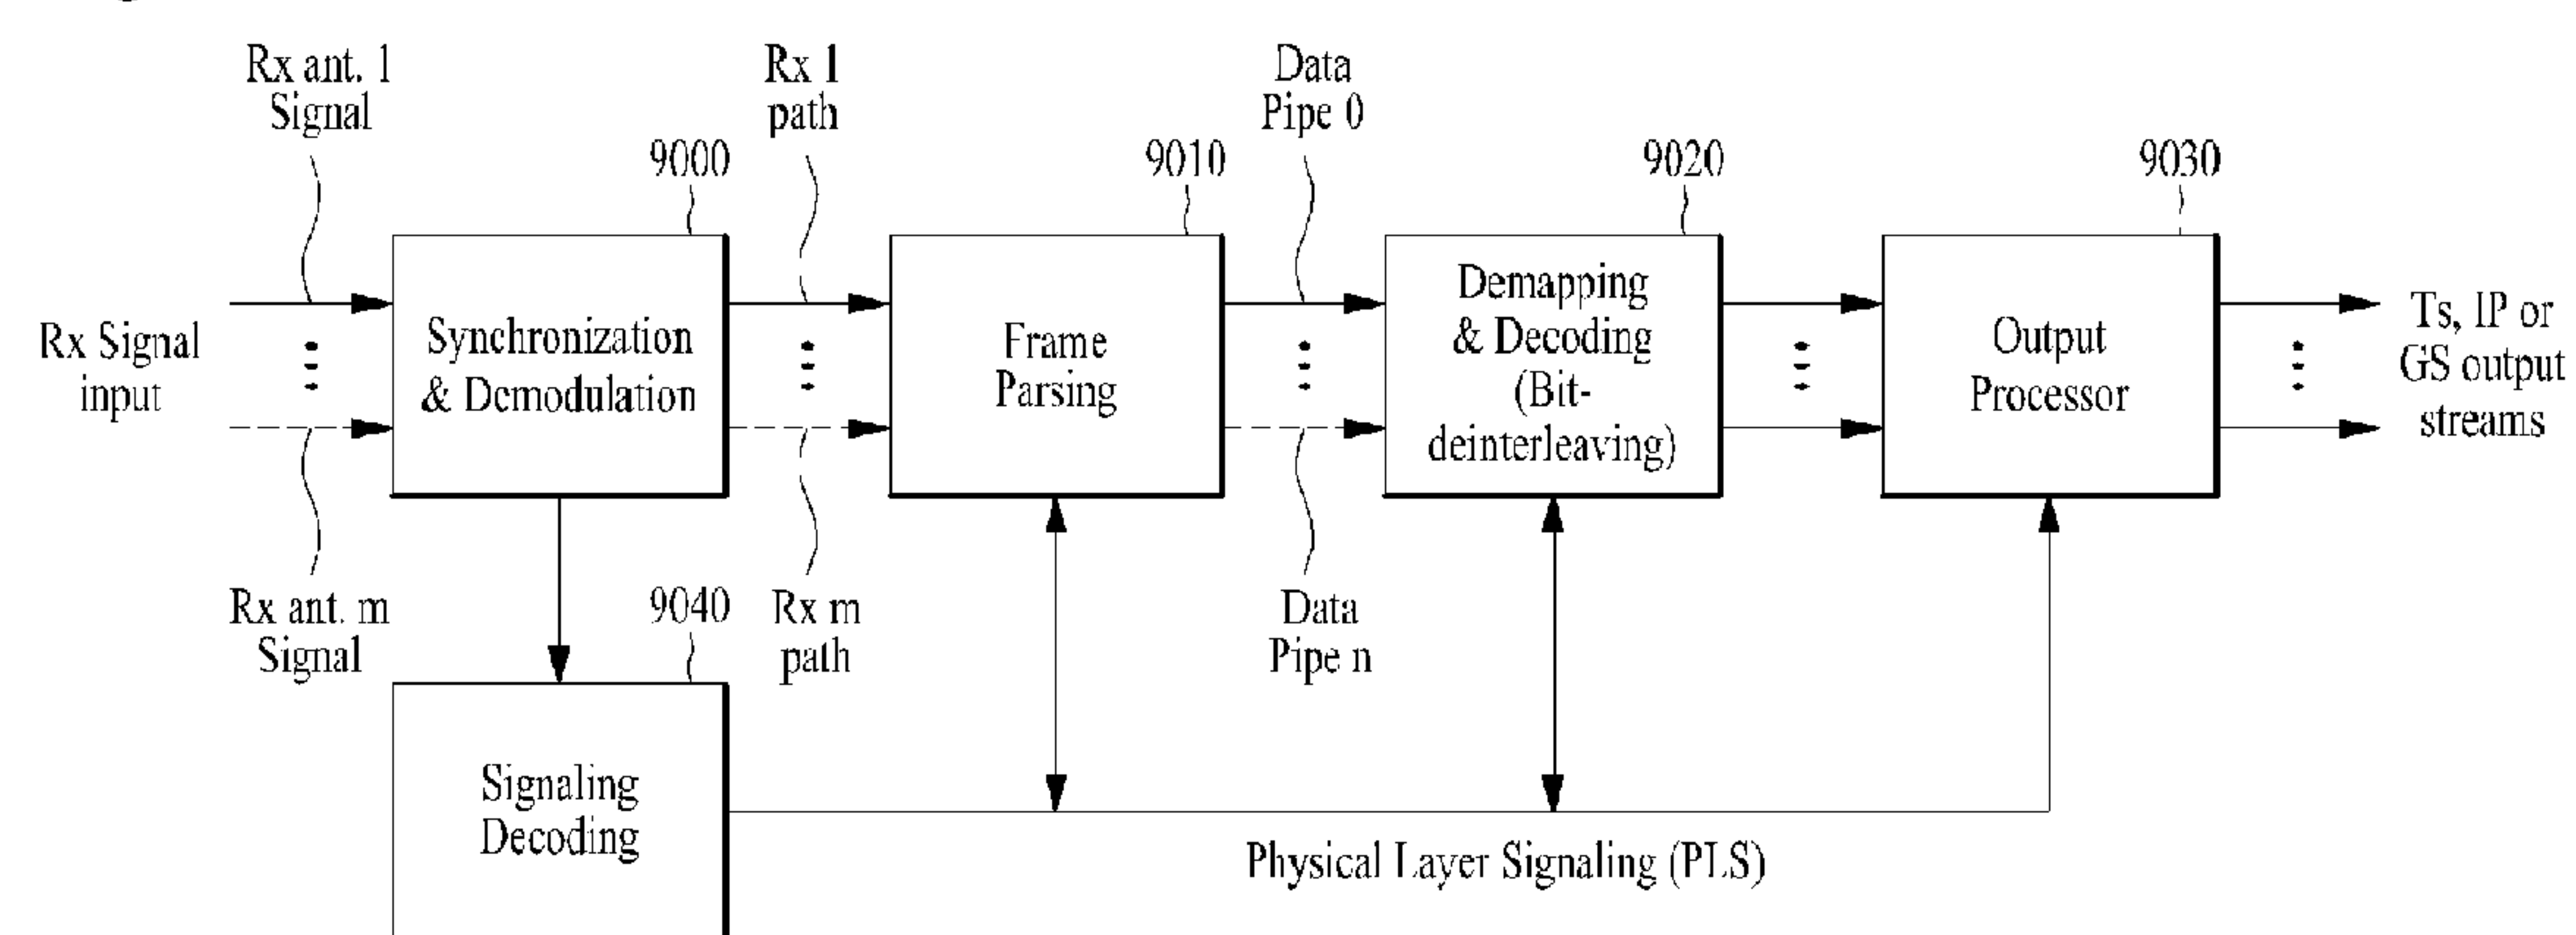 Rx ant. 1
Signal
Rx 1
path
Data
Pipe 0
9000
9010
9020
9030
Rx Signal
input
Synchronization
& Demodulation
Frame
Parsing
Demapping
& Decoding
(Bit-
deinterleaving)
Output
Processor
Ts, IP or
GS output
streams
Rx ant. m
Signal
9040
Rx m
path
Data
Pipe n
Signaling
Decoding
Physical Layer Signaling (PLS)